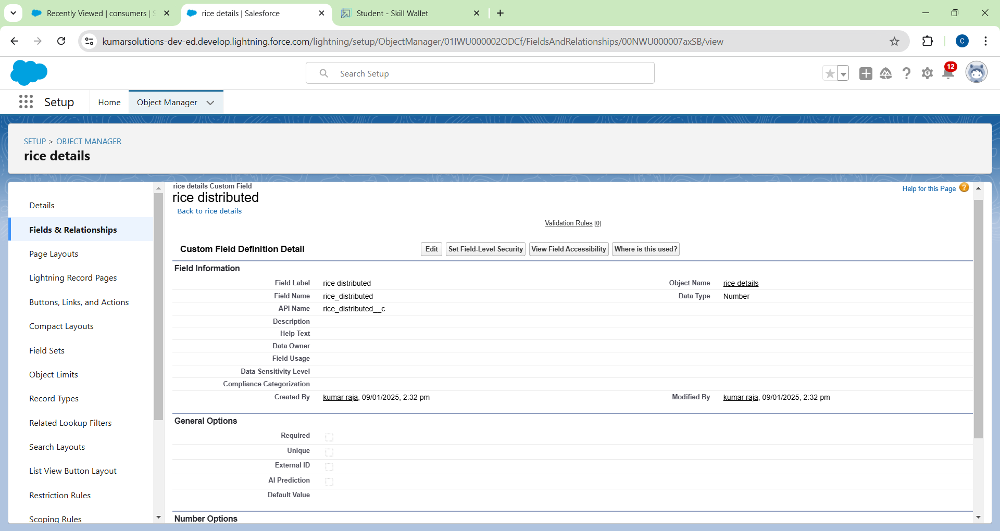 Recently Viewed | consumers | S
rice details | Salesforce
Student - Skill Wallet
kumarsolutions-dev-ed.develop.lightning.force.com/lightning/setup/ObjectManager/01IWU000002ODCf/FieldsAndRelationships/00NWU000007axSB/view
C
Search Setup
12
Setup
Home
Object Manager
SETUP > OBJECT MANAGER
rice details
Details
Fields & Relationships
Page Layouts
Lightning Record Pages
Buttons, Links, and Actions
Compact Layouts
Field Sets
Object Limits
Record Types
Related Lookup Filters
Search Layouts
List View Button Layout
Restriction Rules
Scoping Rules
rice details Custom Field
rice distributed
Back to rice details
Help for this Page ?
Validation Rules [0]
Custom Field Definition Detail
Edit
Set Field-Level Security
View Field Accessibility
Where is this used?
Field Information
Field Label rice distributed Object Name rice details
Field Name rice_distributed Data Type Number
API Name rice_distributed__c
Description
Help Text
Data Owner
Field Usage
Data Sensitivity Level
Compliance Categorization
Created By kumar raja, 09/01/2025, 2:32 pm Modified By kumar raja, 09/01/2025, 2:32 pm
General Options
Required
Unique
External ID
AI Prediction
Default Value
Number Options